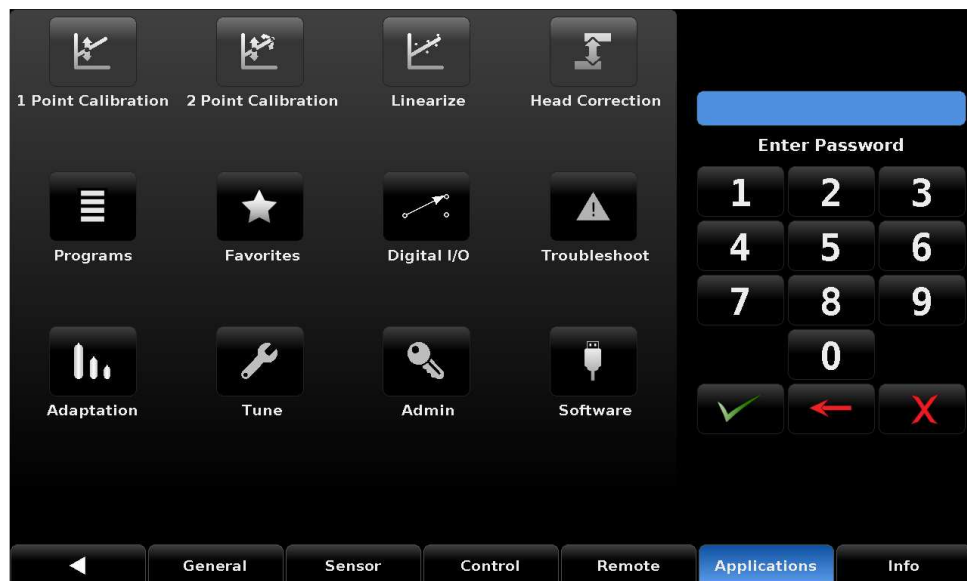 1 Point Calibration
2 Point Calibration
Linearize
Head Correction
Programs
Favorites
Digital I/O
Troubleshoot
Adaptation
Tune
Admin
Software
Enter Password
1 2 3
4 5 6
7 8 9
0
X
General
Sensor
Control
Remote
Applications
Info